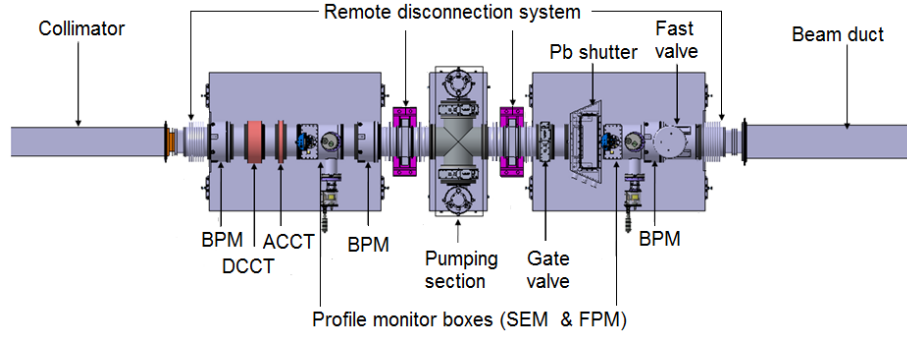 Remote disconnection system
Collimator
Fast
valve
Beam duct
Pb shutter
BPM
DCCT
ACCT
BPM
Pumping
section
Gate
valve
BPM
Profile monitor boxes (SEM & FPM)